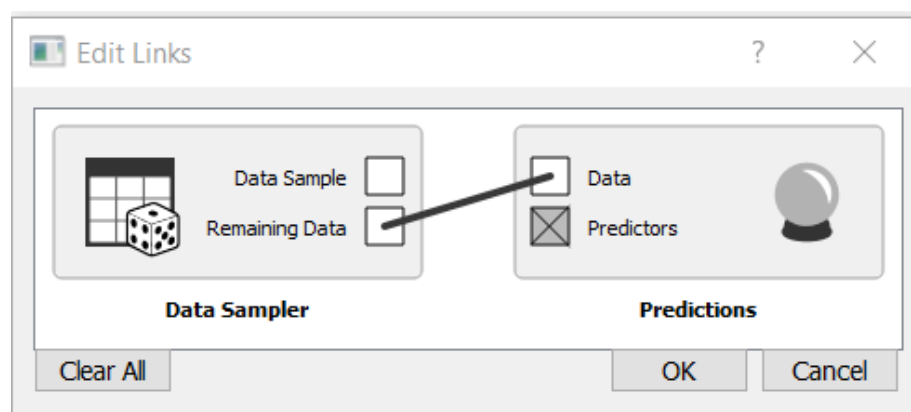 Edit Links
?
Data Sample
Remaining Data
Data
Predictors
Data Sampler
Predictions
Clear All
OK
Cancel